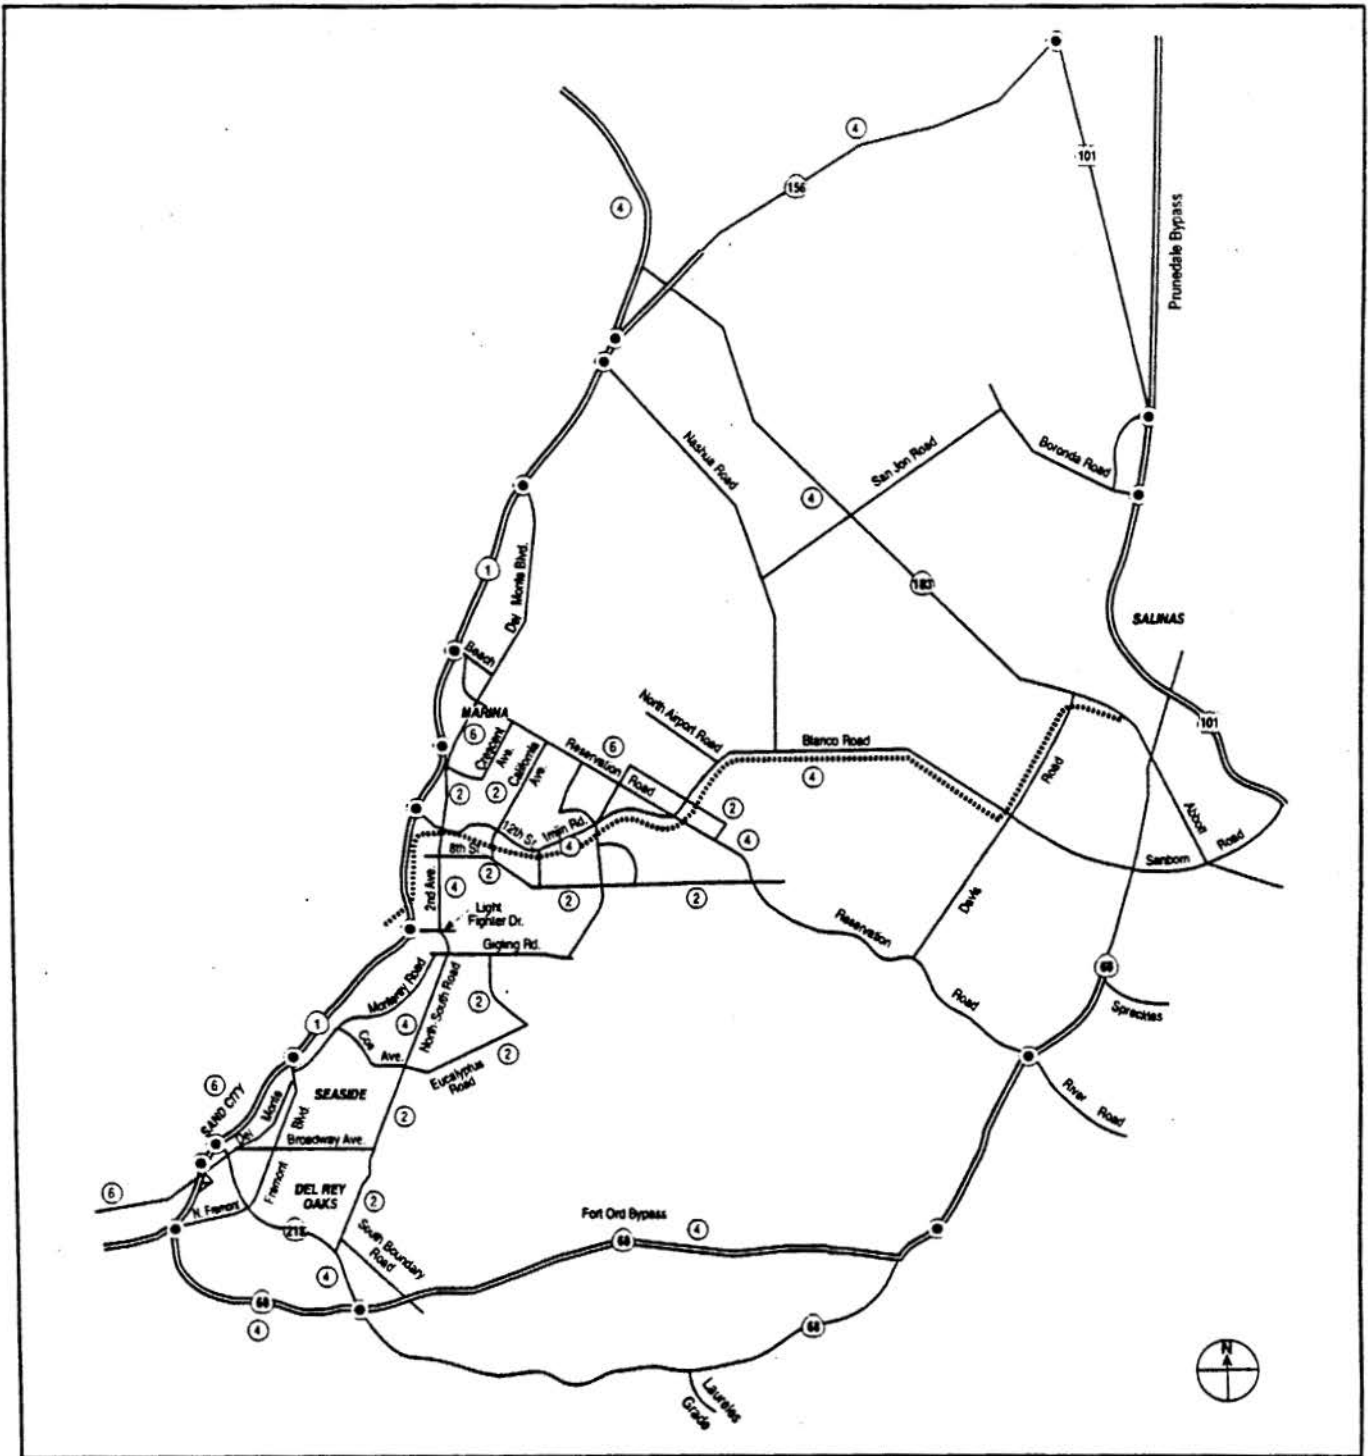 4
101
156
4
Prunedale Bypass
Nashua Road
San Jon Road
Boronda Road
4
1
Del Monte Blvd.
183
SALINAS
Beach
MARINA
6
Crescent
Ave.
California
Ave.
Reservation
Road
6
North Airport Road
Blanco Road
4
101
2
2
12th St.
Imjin Rd.
4
2
4
Road
Abbott
Road
Sanborn
8th St.
2
2nd Ave.
4
2
2
Light
Fighter Dr.
Davis
Reservation
Gigling Rd.
Monterey Road
North-South Road
2
4
Road
68
Spreckles
1
Coe
Ave.
Eucalyptus
Road
2
6
SAND CITY
Del Monte
Blvd.
SEASIDE
2
River Road
Broadway Ave.
6
N. Fremont
Fremont
DEL REY
OAKS
2
218
South Boundary
Road
Fort Ord Bypass
68
4
4
68
4
68
Laureles
Grade
N